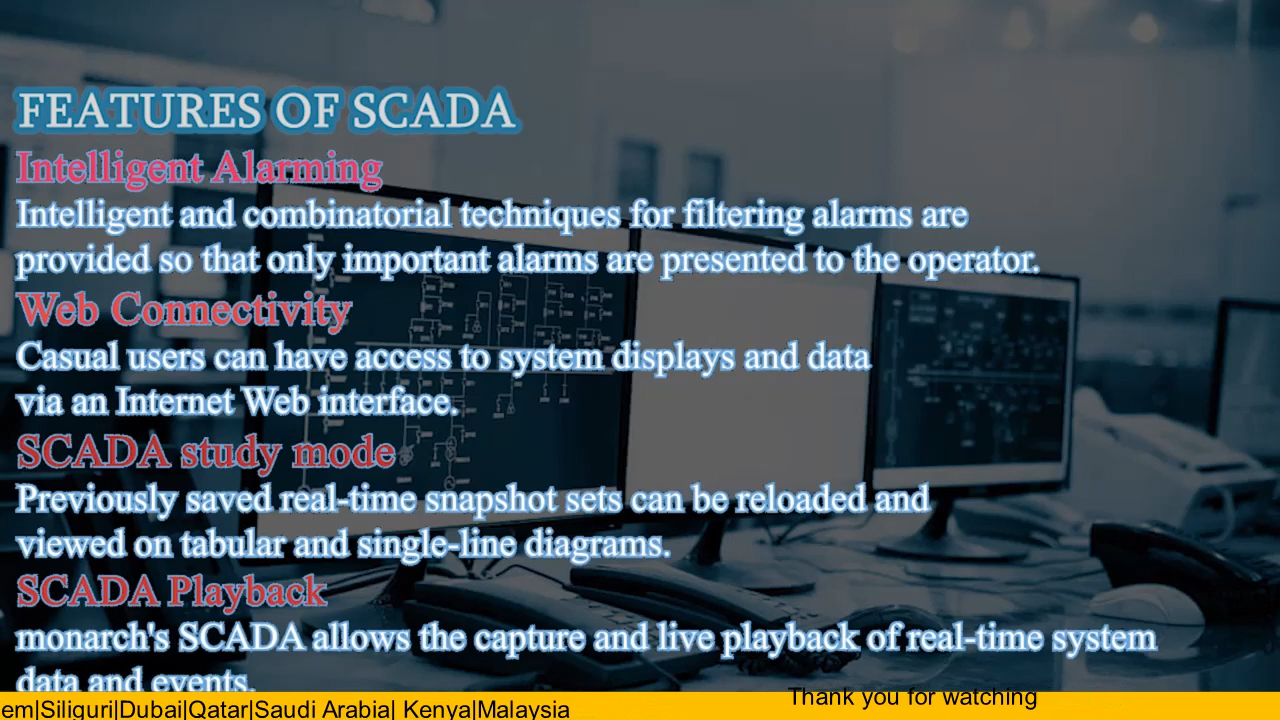 FEATURES OF SCADA
Intelligent Alarming
Intelligent and combinatorial techniques for filtering alarms are
provided so that only important alarms are presented to the operator.
Web Connectivity
Casual users can have access to system displays and data
via an Internet Web interface.
SCADA study mode
Previously saved real-time snapshot sets can be reloaded and
viewed on tabular and single-line diagrams.
SCADA Playback
monarch's SCADA allows the capture and live playback of real-time system
data and events.
Thank you for watching
em|Siliguri|Dubai|Qatar|Saudi Arabia| Kenya|Malaysia